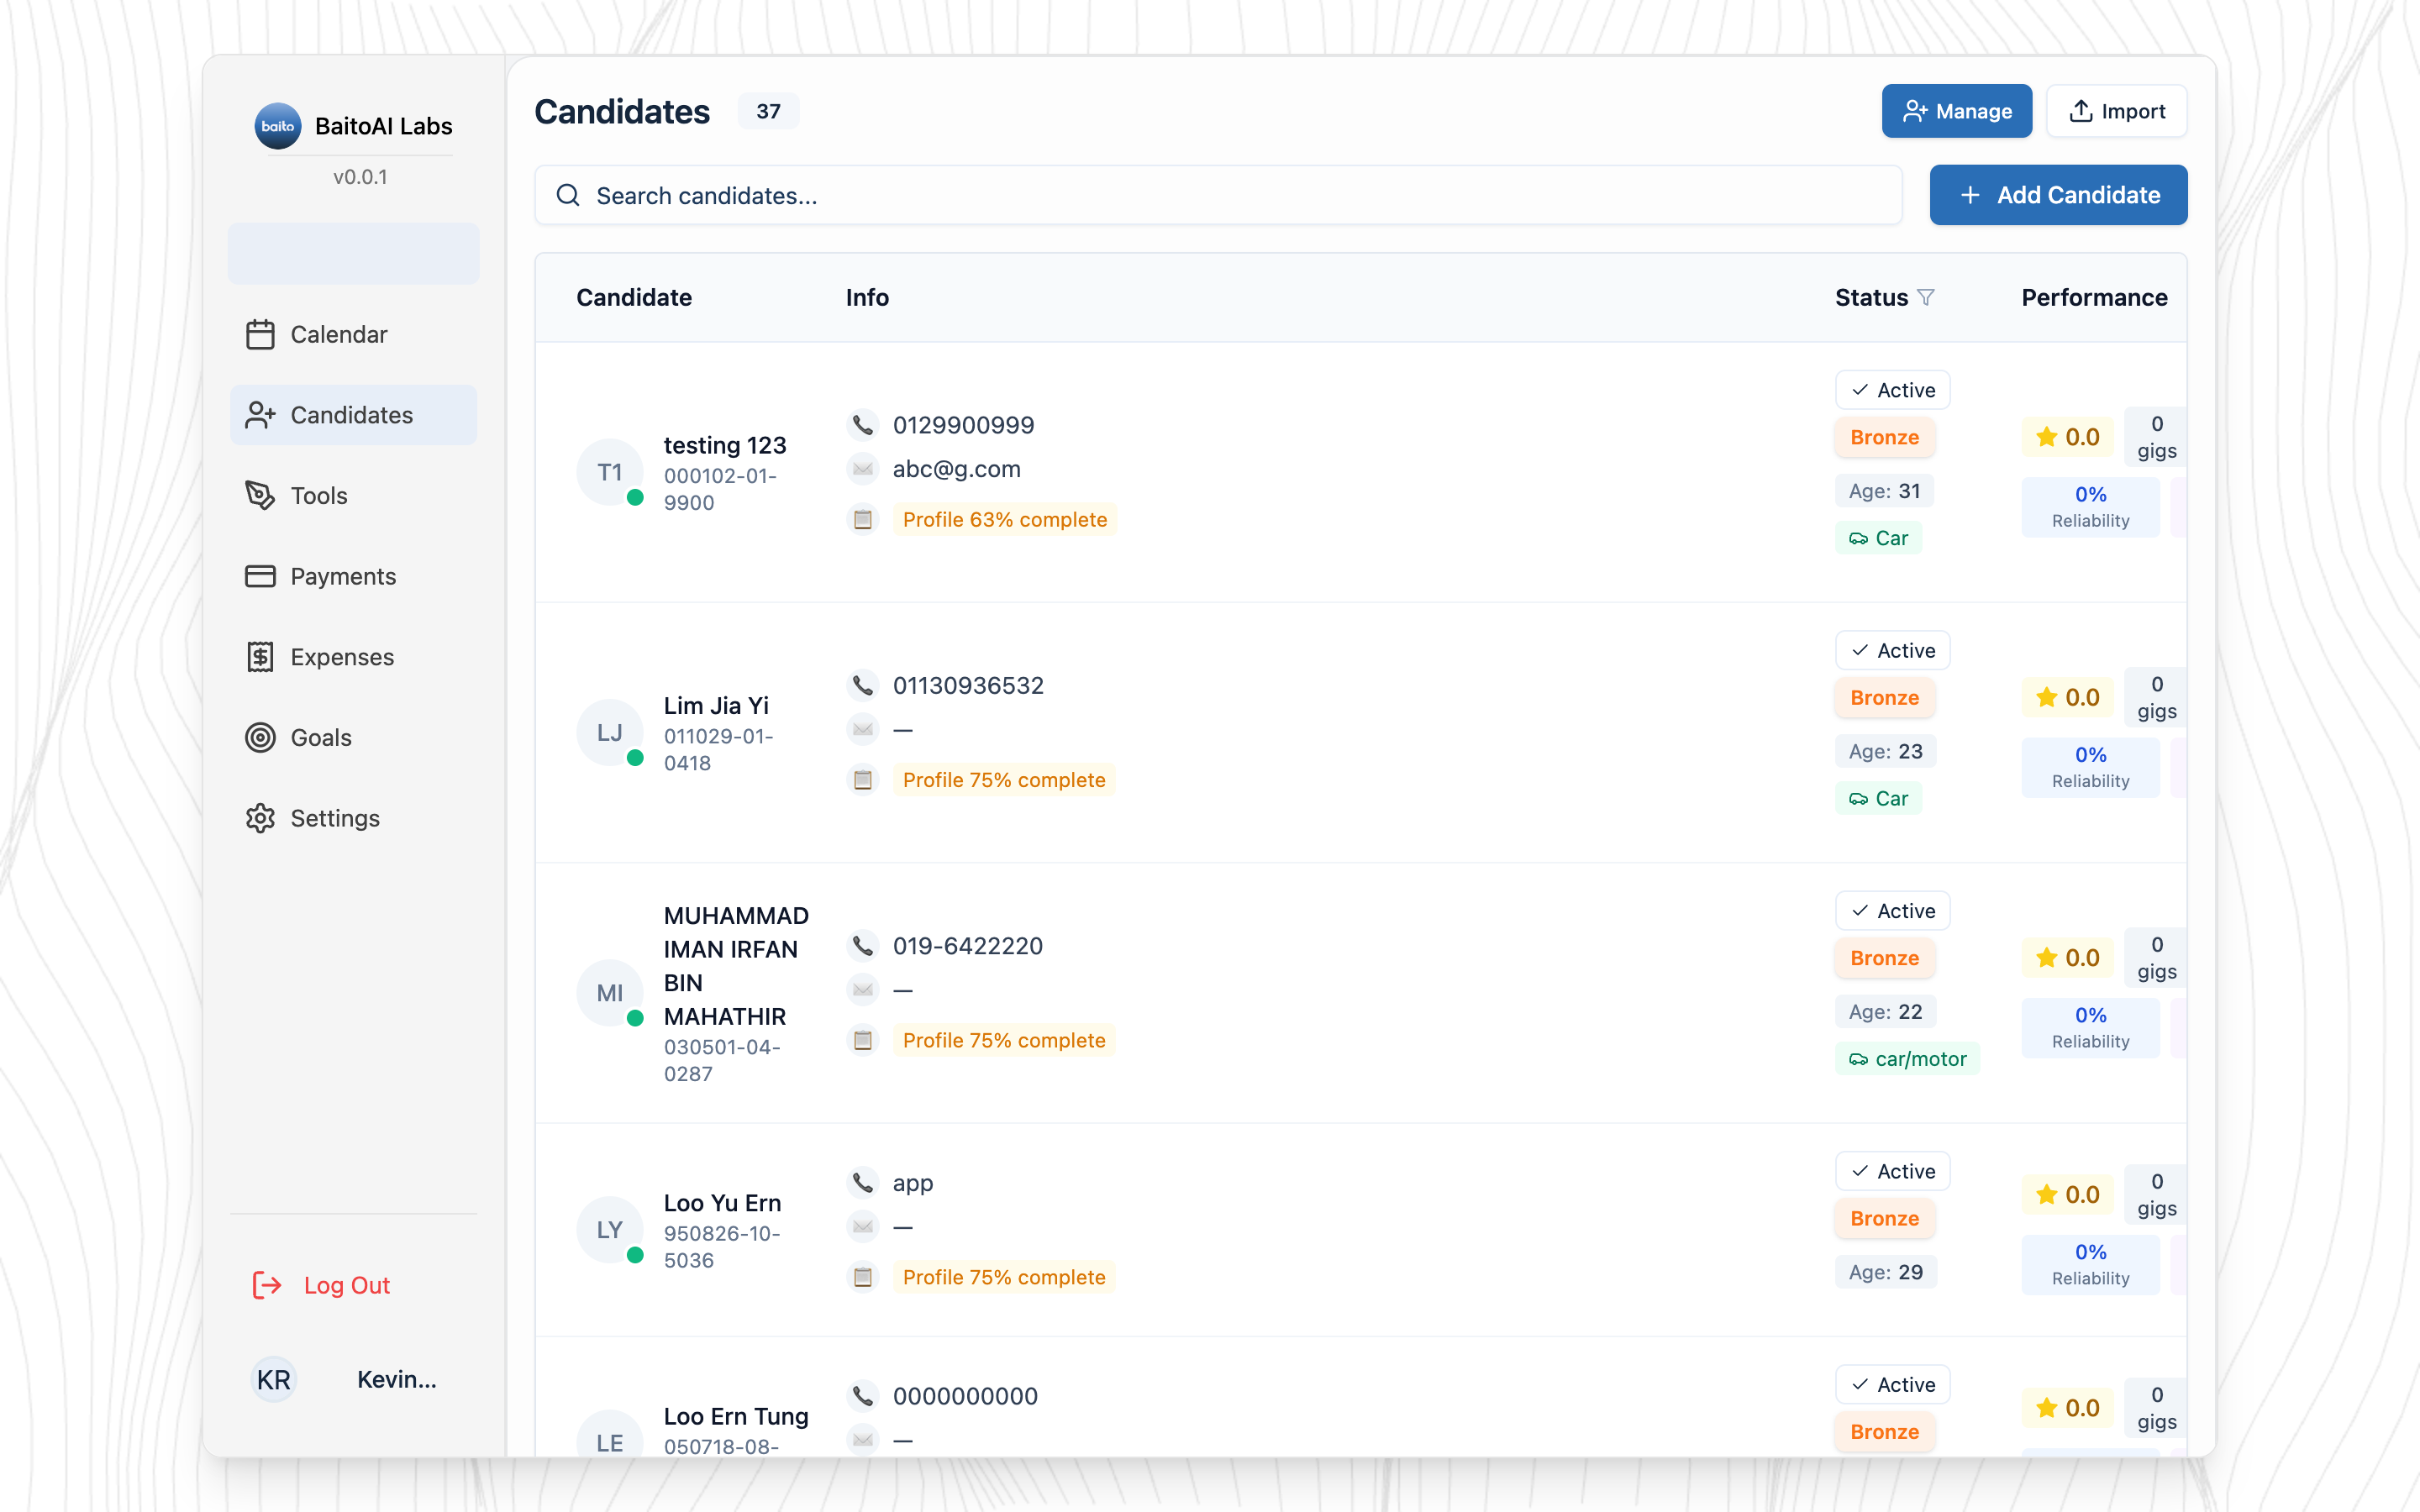 baito
BaitoAI Labs
v0.0.1
Calendar
Candidates
Tools
Payments
Expenses
Goals
Settings
Log Out
KR
Kevin...
Candidates
37
Manage
Import
Search candidates...
Add Candidate
Candidate
Info
Status
Performance
T1
testing 123
000102-01-
9900
0129900999
abc@g.com
Profile 63% complete
Active
Bronze
Age: 31
Car
0.0
0
gigs
0%
Reliability
LJ
Lim Jia Yi
011029-01-
0418
01130936532
—
Profile 75% complete
Active
Bronze
Age: 23
Car
0.0
0
gigs
0%
Reliability
MI
MUHAMMAD
IMAN IRFAN
BIN
MAHATHIR
030501-04-
0287
019-6422220
—
Profile 75% complete
Active
Bronze
Age: 22
car/motor
0.0
0
gigs
0%
Reliability
LY
Loo Yu Ern
950826-10-
5036
app
—
Profile 75% complete
Active
Bronze
Age: 29
0.0
0
gigs
0%
Reliability
LE
Loo Ern Tung
050718-08-
0000000000
—
Active
Bronze
0.0
0
gigs